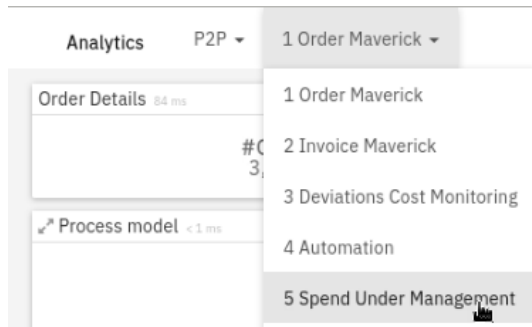 Analytics P2P 1 Order Maverick
Order Details 84 ms
1 Order Maverick
2 Invoice Maverick
3,
3 Deviations Cost Monitoring
Process model < 1 ms
4 Automation
5 Spend Under Management